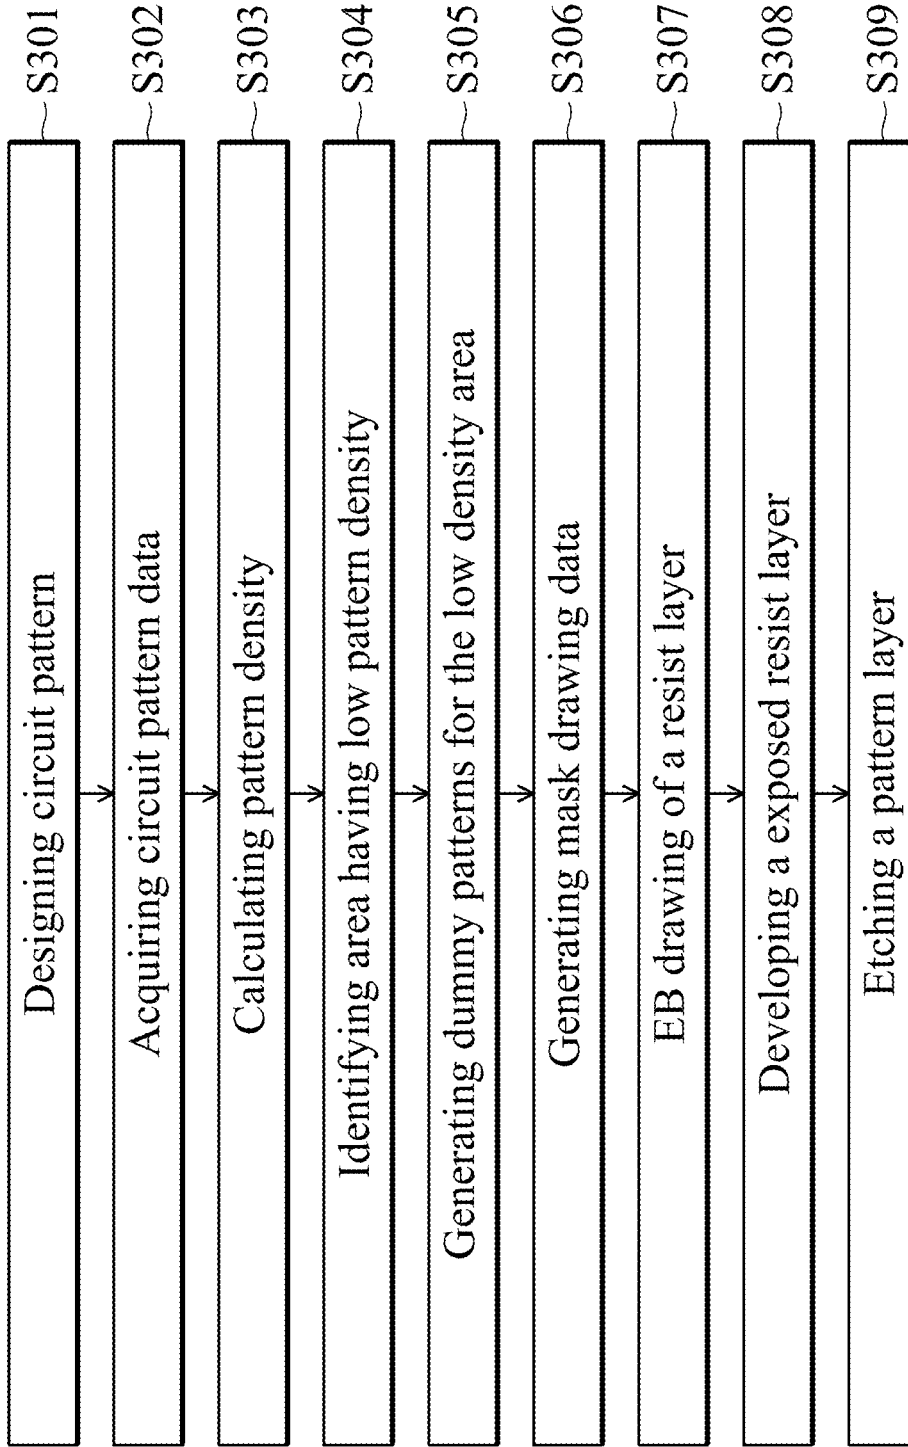 Designing circuit pattern S301
Acquiring circuit pattern data S302
Calculating pattern density S303
Identifying area having low pattern density S304
Generating dummy patterns for the low density area S305
Generating mask drawing data S306
EB drawing of a resist layer S307
Developing a exposed resist layer S308
Etching a pattern layer S309